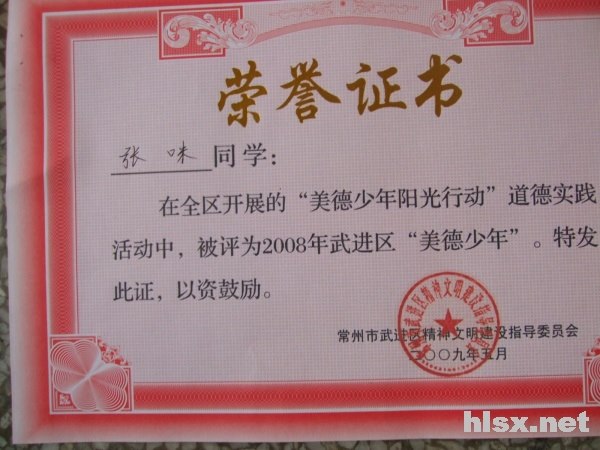 荣誉证书
张咪同学：
在全区开展的“美德少年阳光行动”道德实践
活动中，被评为2008年武进区“美德少年”。特发
此证，以资鼓励。
常州市武进区精神文明建设指导委员会
二〇〇九年五月
hlsx.net